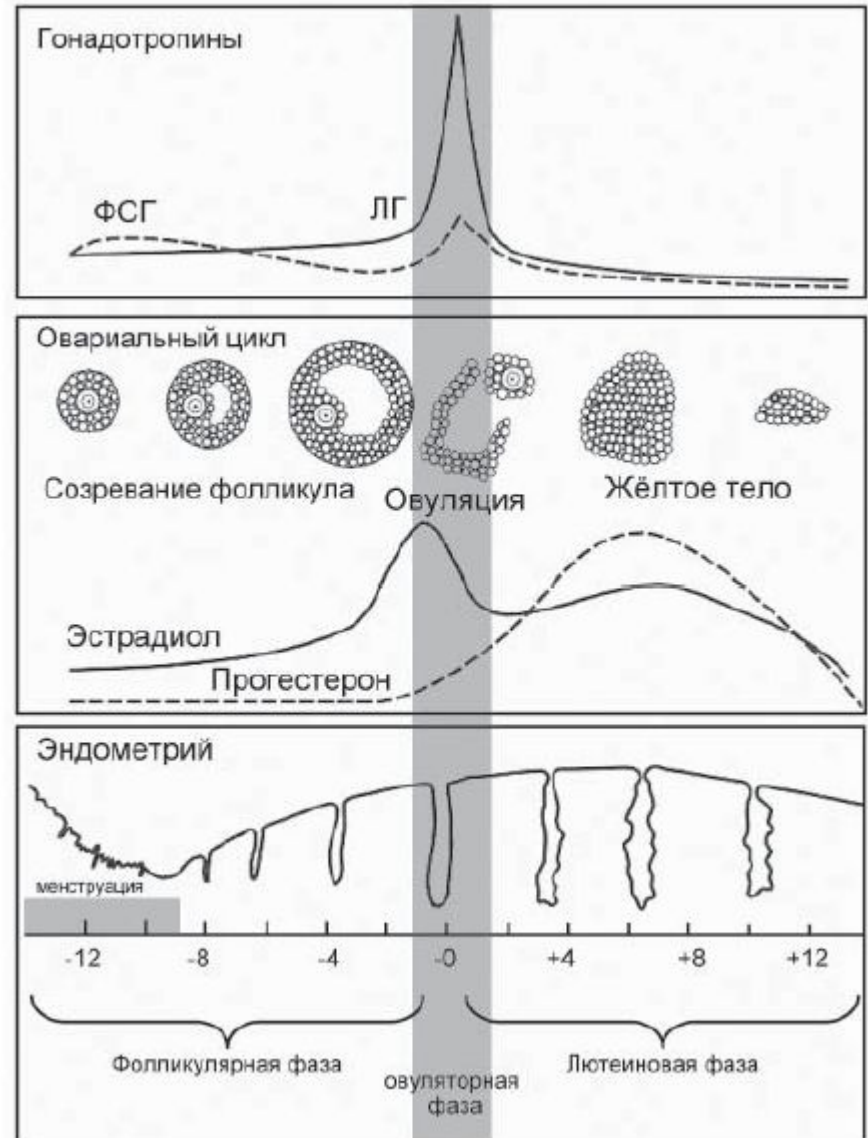 Гонадотропины
ФСГ
ЛГ
Овариальный цикл
Созревание фолликула
Овуляция
Жёлтое тело
Эстрадиол
Прогестерон
Эндометрий
менструация
-12 -8 -4 -0 +4 +8 +12
Фолликулярная фаза
овуляторная
фаза
Лютеиновая фаза